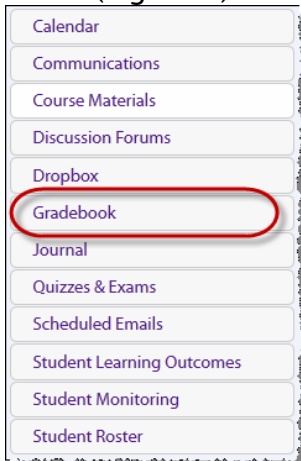 Calendar
Communications
Course Materials
Discussion Forums
Dropbox
Gradebook
Journal
Quizzes & Exams
Scheduled Emails
Student Learning Outcomes
Student Monitoring
Student Roster